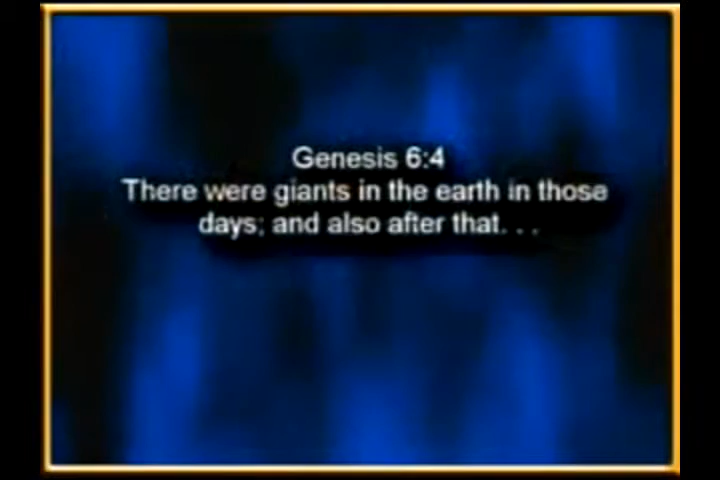 Genesis 6:4
There were giants in the earth in those
days; and also after that. . .